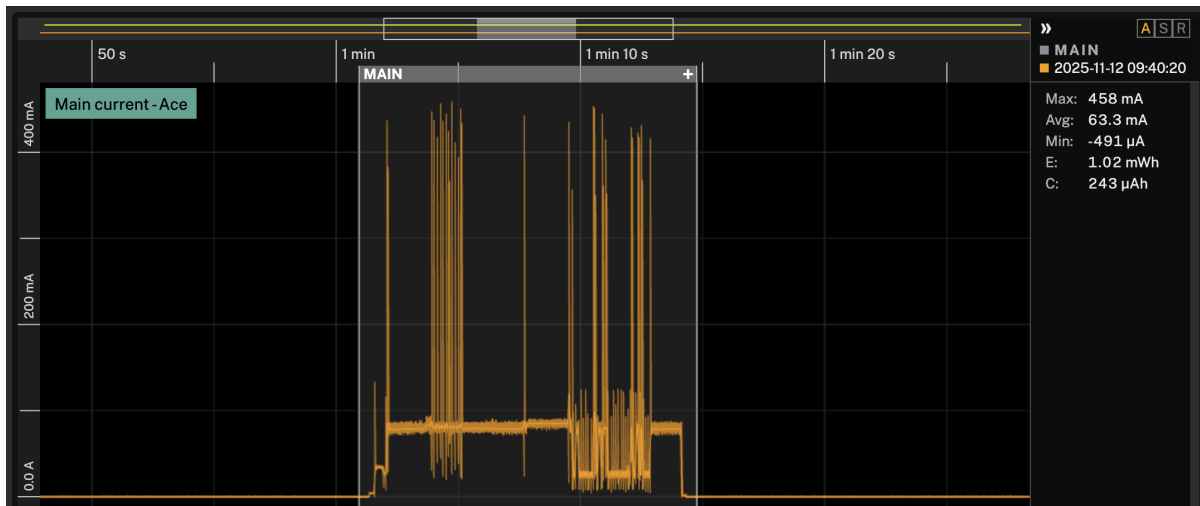 50 s
1 min
1 min 10 s
1 min 20 s
MAIN
+
Main current - Ace
400 mA
200 mA
0.0 A
»
A S R
MAIN
2025-11-12 09:40:20
Max: 458 mA
Avg: 63.3 mA
Min: -491 µA
E: 1.02 mWh
C: 243 µAh